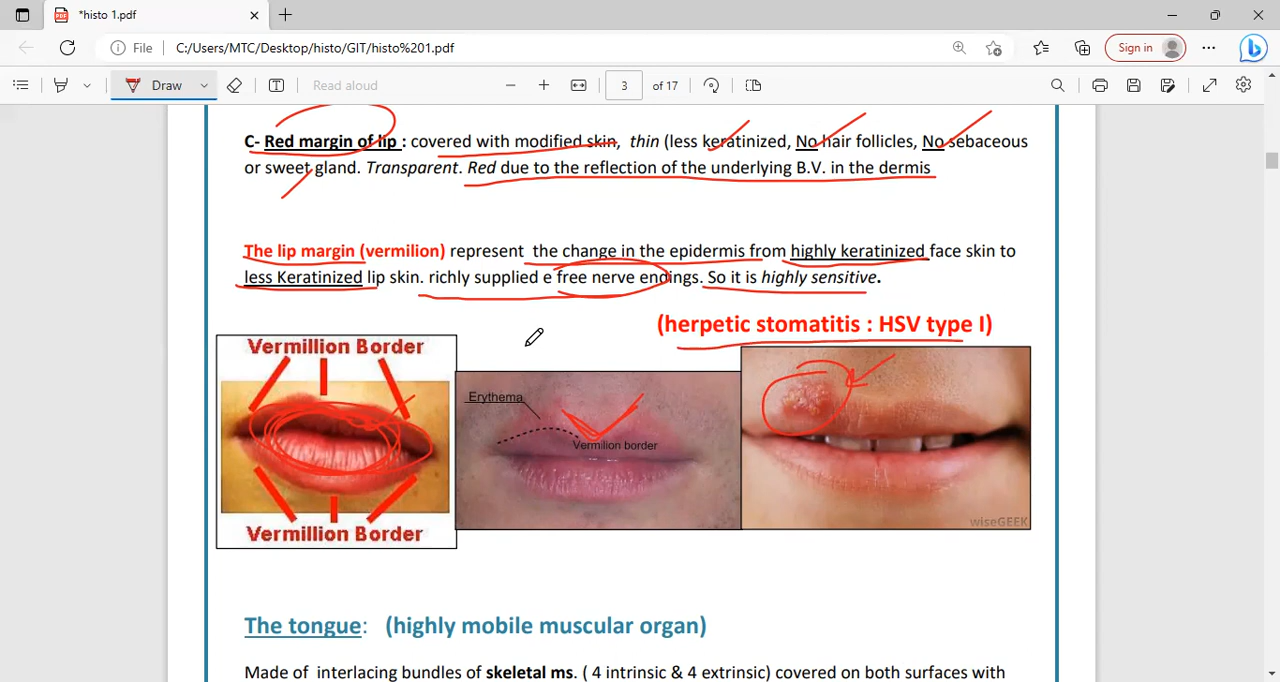 *histo 1.pdf
File
C:/Users/MTC/Desktop/histo/GIT/histo%201.pdf
Sign in
Draw
Read aloud
3
of 17
C- Red margin of lip : covered with modified skin, thin (less keratinized, No hair follicles, No sebaceous
or sweet gland. Transparent. Red due to the reflection of the underlying B.V. in the dermis
The lip margin (vermilion) represent the change in the epidermis from highly keratinized face skin to
less Keratinized lip skin. richly supplied e free nerve endings. So it is highly sensitive.
(herpetic stomatitis : HSV type I)
Vermillion Border
Erythema
Vermilion border
wiseGEEK
Vermillion Border
The tongue: (highly mobile muscular organ)
Made of interlacing bundles of skeletal ms. ( 4 intrinsic & 4 extrinsic) covered on both surfaces with